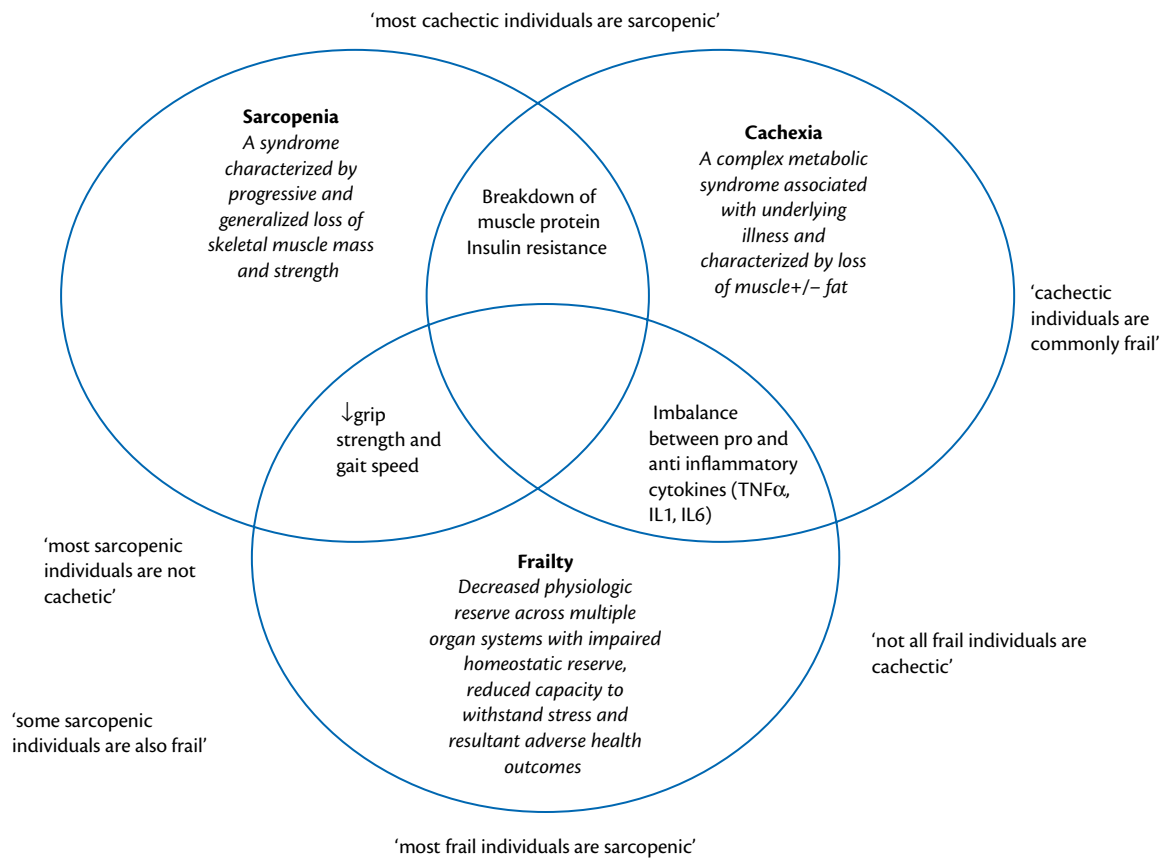 ‘most cachectic individuals are sarcopenic’
Sarcopenia
A syndrome
characterized by
progressive and
generalized loss of
skeletal muscle mass
and strength
Breakdown of
muscle protein
Insulin resistance
Cachexia
A complex metabolic
syndrome associated
with underlying
illness and
characterized by loss
of muscle+/– fat
‘cachectic
individuals are
commonly frail’
↓grip
strength and
gait speed
Imbalance
between pro and
anti inflammatory
cytokines (TNFα,
IL1, IL6)
‘most sarcopenic
individuals are not
cachetic’
Frailty
Decreased physiologic
reserve across multiple
organ systems with impaired
homeostatic reserve,
reduced capacity to
withstand stress and
resultant adverse health
outcomes
‘not all frail individuals are
cachectic’
‘some sarcopenic
individuals are also frail’
‘most frail individuals are sarcopenic’